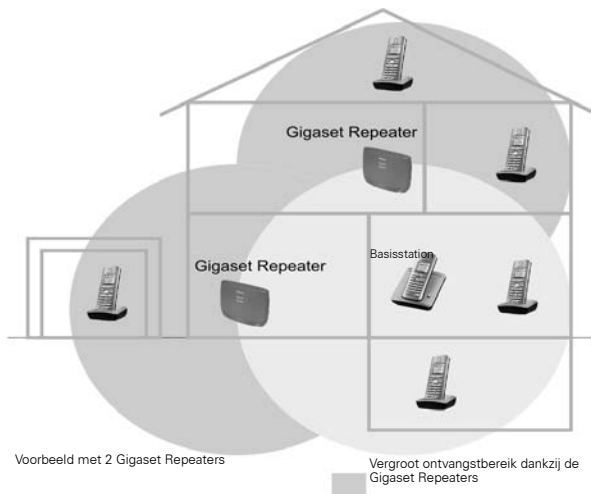 Gigaset Repeater
Basisstation
Gigaset Repeater
Voorbeeld met 2 Gigaset Repeaters
Vergroot ontvangstbereik dankzij de
Gigaset Repeaters